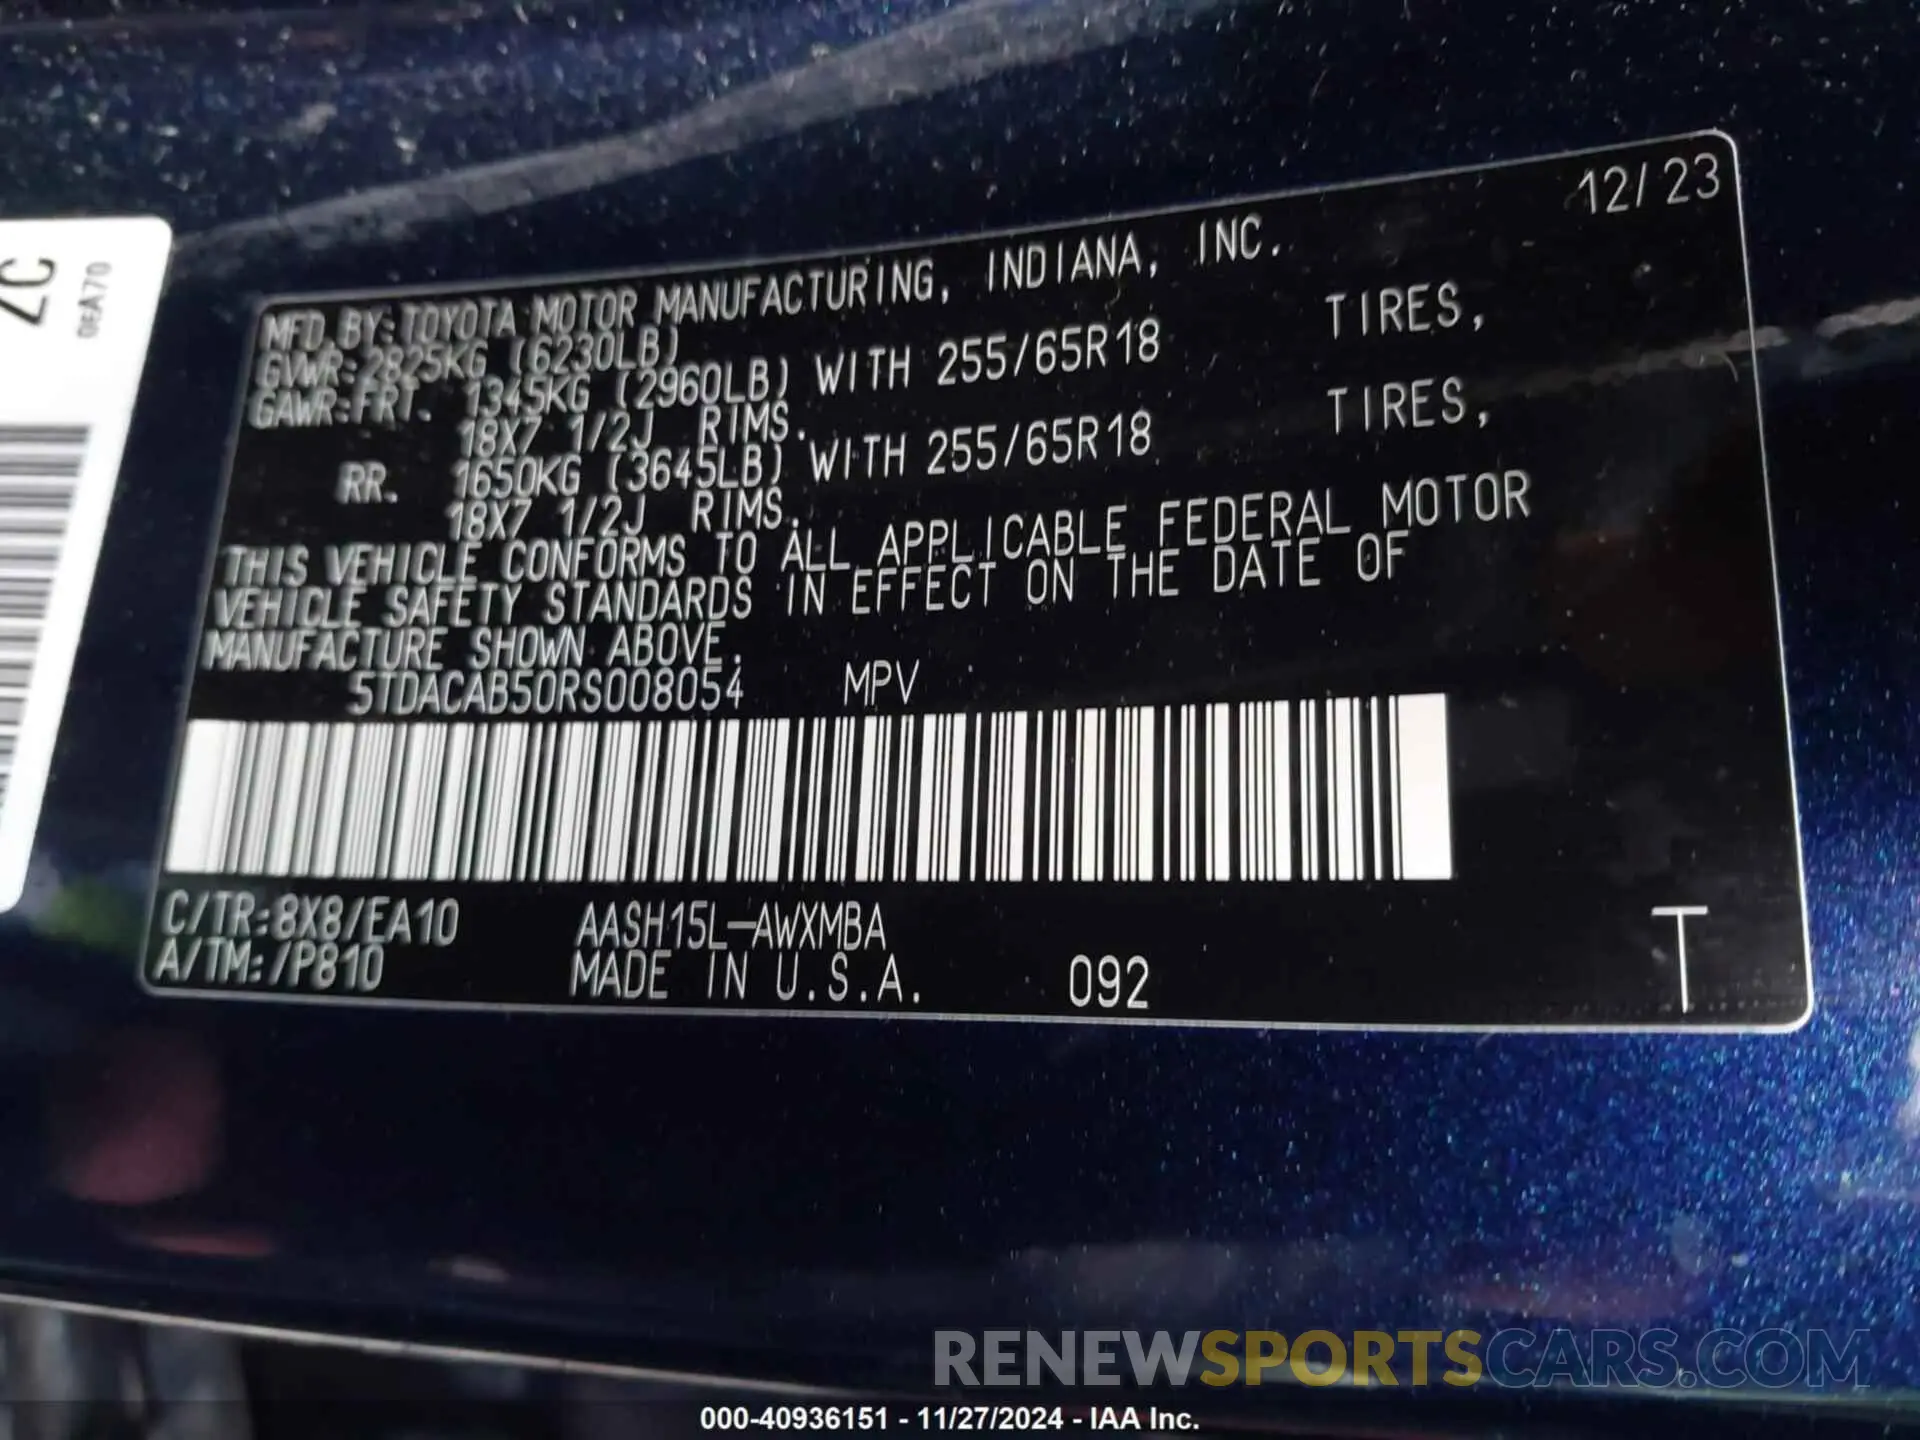 12/23
MFD.BY:TOYOTA MOTOR MANUFACTURING, INDIANA, INC.
GVWR:2825KG (6230LB)
GAWR:FRT. 1345KG (2960LB) WITH 255/65R18 TIRES,
18X7 1/2J RIMS.
RR. 1650KG (3645LB) WITH 255/65R18 TIRES,
18X7 1/2J RIMS.
THIS VEHICLE CONFORMS TO ALL APPLICABLE FEDERAL MOTOR
VEHICLE SAFETY STANDARDS IN EFFECT ON THE DATE OF
MANUFACTURE SHOWN ABOVE.
5TDACAB50RS008054 MPV
C/TR:8X8/EA10 AASH15L-AWXMBA
A/TM:/P810 MADE IN U.S.A. 092 T
ZC
0EA70
RENEWSPORTSCARS.COM
000-40936151 - 11/27/2024 - IAA Inc.